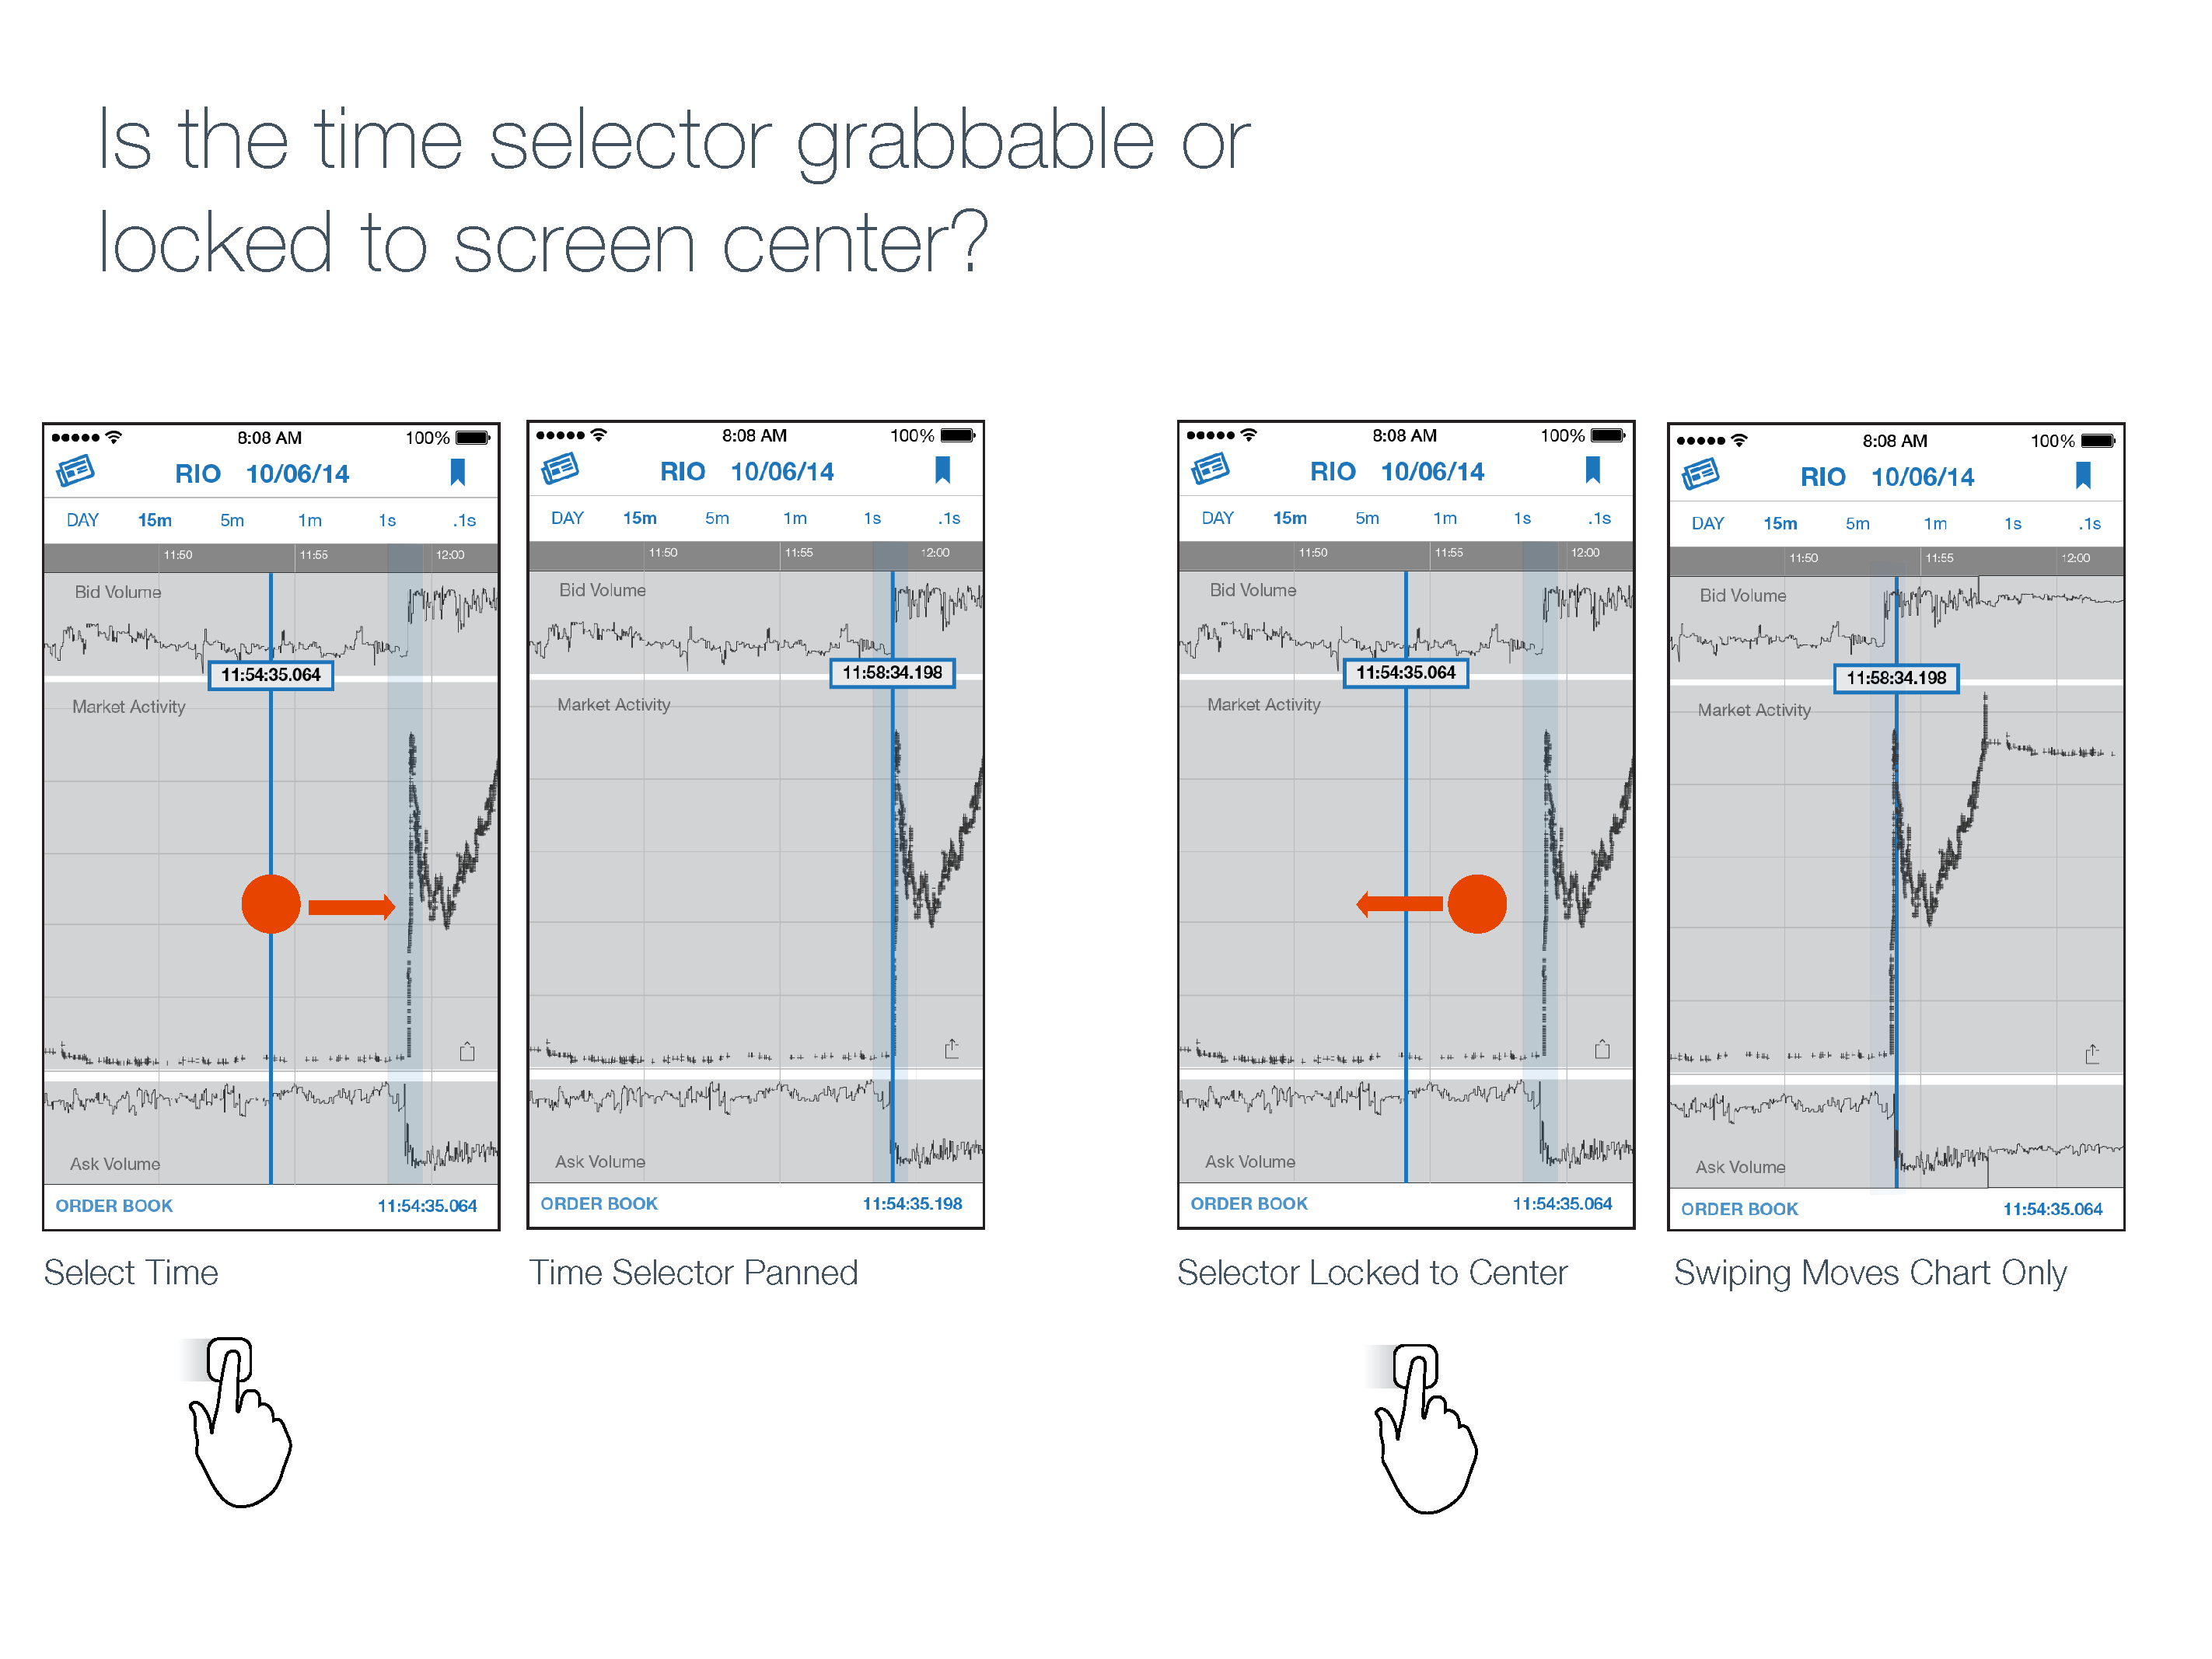 Is the time selector grabbable or
locked to screen center?
8:08 AM 100%
RIO 10/06/14
DAY 15m 5m 1m 1s .1s
11:50 11:55 12:00
Bid Volume
11:54:35.064
Market Activity
Ask Volume
ORDER BOOK 11:54:35.064
Select Time
8:08 AM 100%
RIO 10/06/14
DAY 15m 5m 1m 1s .1s
11:50 11:55 12:00
Bid Volume
11:58:34.198
Market Activity
Ask Volume
ORDER BOOK 11:54:35.198
Time Selector Panned
8:08 AM 100%
RIO 10/06/14
DAY 15m 5m 1m 1s .1s
11:50 11:55 12:00
Bid Volume
11:54:35.064
Market Activity
Ask Volume
ORDER BOOK 11:54:35.064
Selector Locked to Center
8:08 AM 100%
RIO 10/06/14
DAY 15m 5m 1m 1s .1s
11:50 11:55 12:00
Bid Volume
11:58:34.198
Market Activity
Ask Volume
ORDER BOOK 11:54:35.064
Swiping Moves Chart Only